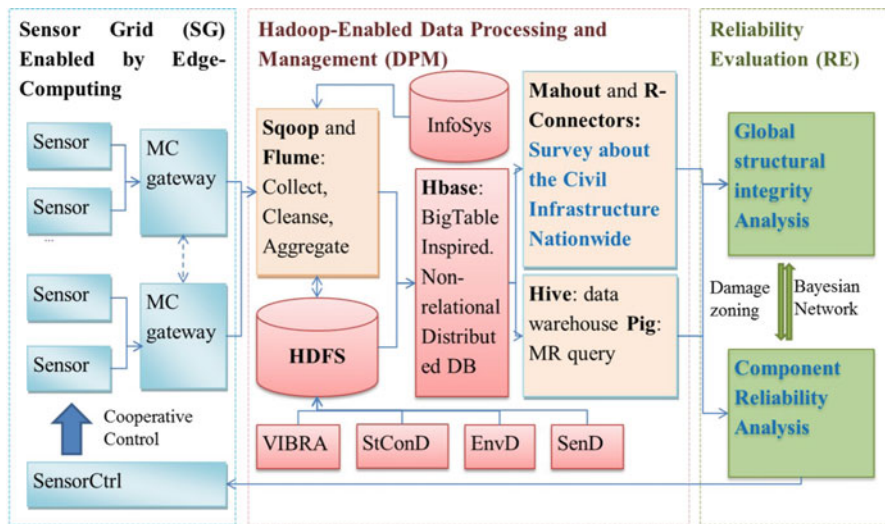 Sensor Grid (SG)
Enabled by Edge-
Computing
Sensor
Sensor
...
MC
gateway
Sensor
Sensor
MC
gateway
Cooperative
Control
SensorCtrl
Hadoop-Enabled Data Processing and
Management (DPM)
Sqoop and
Flume:
Collect,
Cleanse,
Aggregate
InfoSys
HDFS
Hbase:
BigTable
Inspired.
Non-
relational
Distribut
ed DB
Mahout and R-
Connectors:
Survey about
the Civil
Infrastructure
Nationwide
Hive: data
warehouse Pig:
MR query
VIBRA
StConD
EnvD
SenD
Reliability
Evaluation (RE)
Global
structural
integrity
Analysis
Damage
zoning
Bayesian
Network
Component
Reliability
Analysis